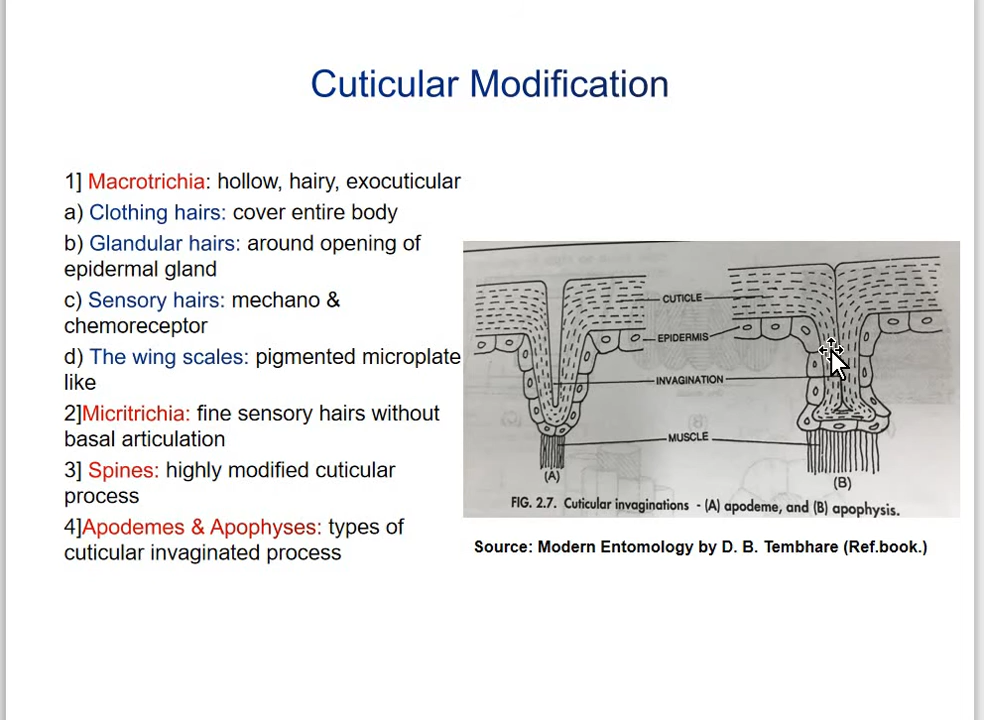 Cuticular Modification
1] Macrotrichia: hollow, hairy, exocuticular
a) Clothing hairs: cover entire body
b) Glandular hairs: around opening of
epidermal gland
c) Sensory hairs: mechano &
chemoreceptor
d) The wing scales: pigmented microplate
like
2]Micritrichia: fine sensory hairs without
basal articulation
3] Spines: highly modified cuticular
process
4]Apodemes & Apophyses: types of
cuticular invaginated process
CUTICLE
EPIDERMIS
INVAGINATION
MUSCLE
(A)
(B)
FIG. 2.7. Cuticular invaginations - (A) apodeme, and (B) apophysis.
Source: Modern Entomology by D. B. Tembhare (Ref.book.)